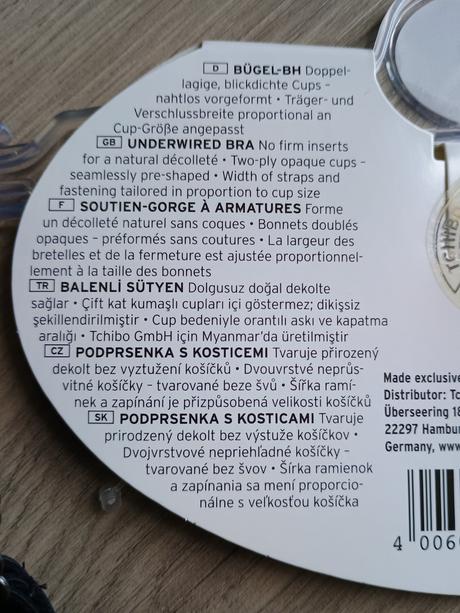 D BÜGEL-BH Doppel-
lagige, blickdichte Cups –
nahtlos vorgeformt • Träger- und
Verschlussbreite proportional an
Cup-Größe angepasst
GB UNDERWIRED BRA No firm inserts
for a natural décolleté • Two-ply opaque cups –
seamlessly pre-shaped • Width of straps and
fastening tailored in proportion to cup size
F SOUTIEN-GORGE À ARMATURES Forme
un décolleté naturel sans coques • Bonnets doublés
opaques – préformés sans coutures • La largeur des
bretelles et de la fermeture est ajustée proportionnel-
lement à la taille des bonnets
TR BALENLİ SÜTYEN Dolgusuz doğal dekolte
sağlar • Çift kat kumaşlı cupları içi göstermez; dikişsiz
şekillendirilmiştir • Cup bedeniyle orantılı askı ve kapatma
aralığı • Tchibo GmbH için Myanmar'da üretilmiştir
CZ PODPRSENKA S KOSTICEMI Tvaruje přirozený
dekolt bez vyztužení košíčků • Dvouvrstvé neprůs-
vitné košíčky – tvarované beze švů • Šířka ramí-
nek a zapínání je přizpůsobená velikosti košíčků
SK PODPRSENKA S KOSTICAMI Tvaruje
prirodzený dekolt bez výstuže košíčkov •
Dvojvrstvové nepriehľadné košíčky –
tvarované bez švov • Šírka ramienok
a zapínania sa mení proporcio-
nálne s veľkosťou košíčka
Made exclusive
Distributor: Tc
Überseering 18
22297 Hambu
Germany, www
4 006